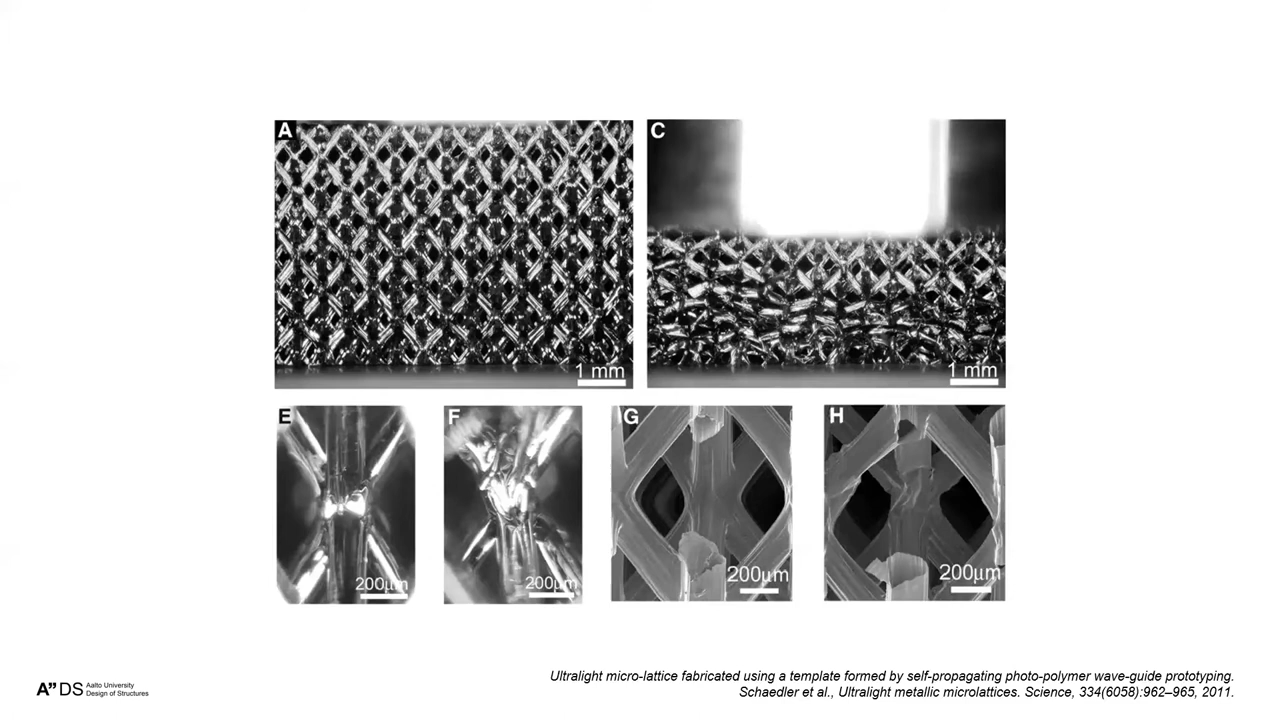 A
C
1 mm
1 mm
E
F
G
H
200µm
200µm
200µm
200µm
Ultralight micro-lattice fabricated using a template formed by self-propagating photo-polymer wave-guide prototyping.
Schaedler et al., Ultralight metallic microlattices. Science, 334(6058):962–965, 2011.
A” DS
Aalto University
Design of Structures